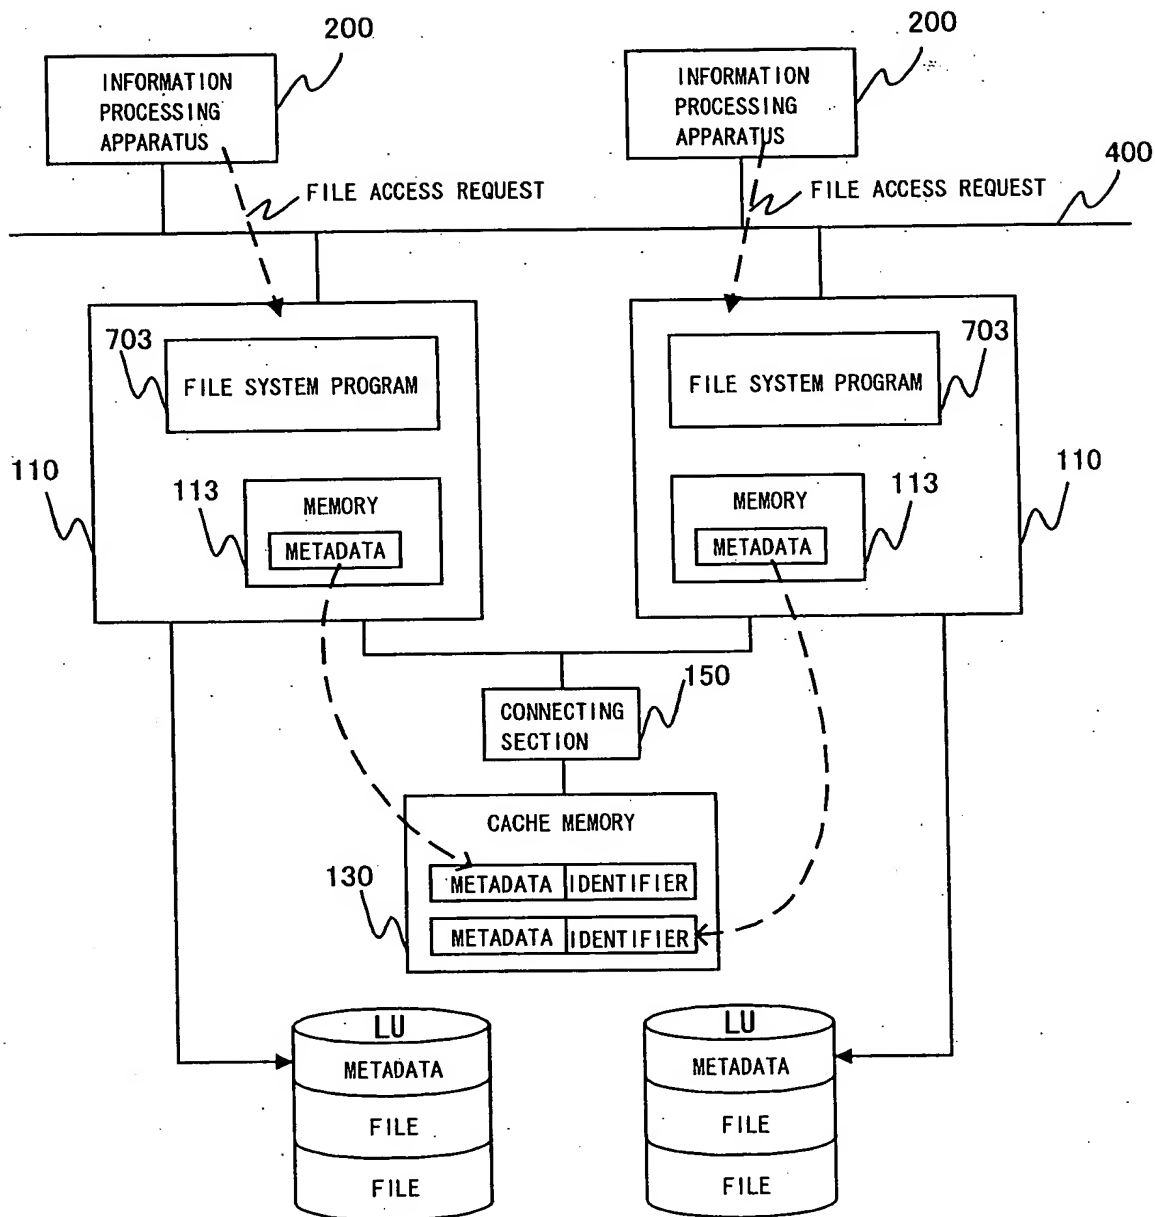 200
200
INFORMATION
PROCESSING
APPARATUS
INFORMATION
PROCESSING
APPARATUS
400
FILE ACCESS REQUEST
FILE ACCESS REQUEST
703
FILE SYSTEM PROGRAM
703
FILE SYSTEM PROGRAM
110
113
MEMORY
METADATA
MEMORY
METADATA
113
110
150
CONNECTING
SECTION
CACHE MEMORY
130
METADATA IDENTIFIER
METADATA IDENTIFIER
LU
METADATA
FILE
FILE
LU
METADATA
FILE
FILE